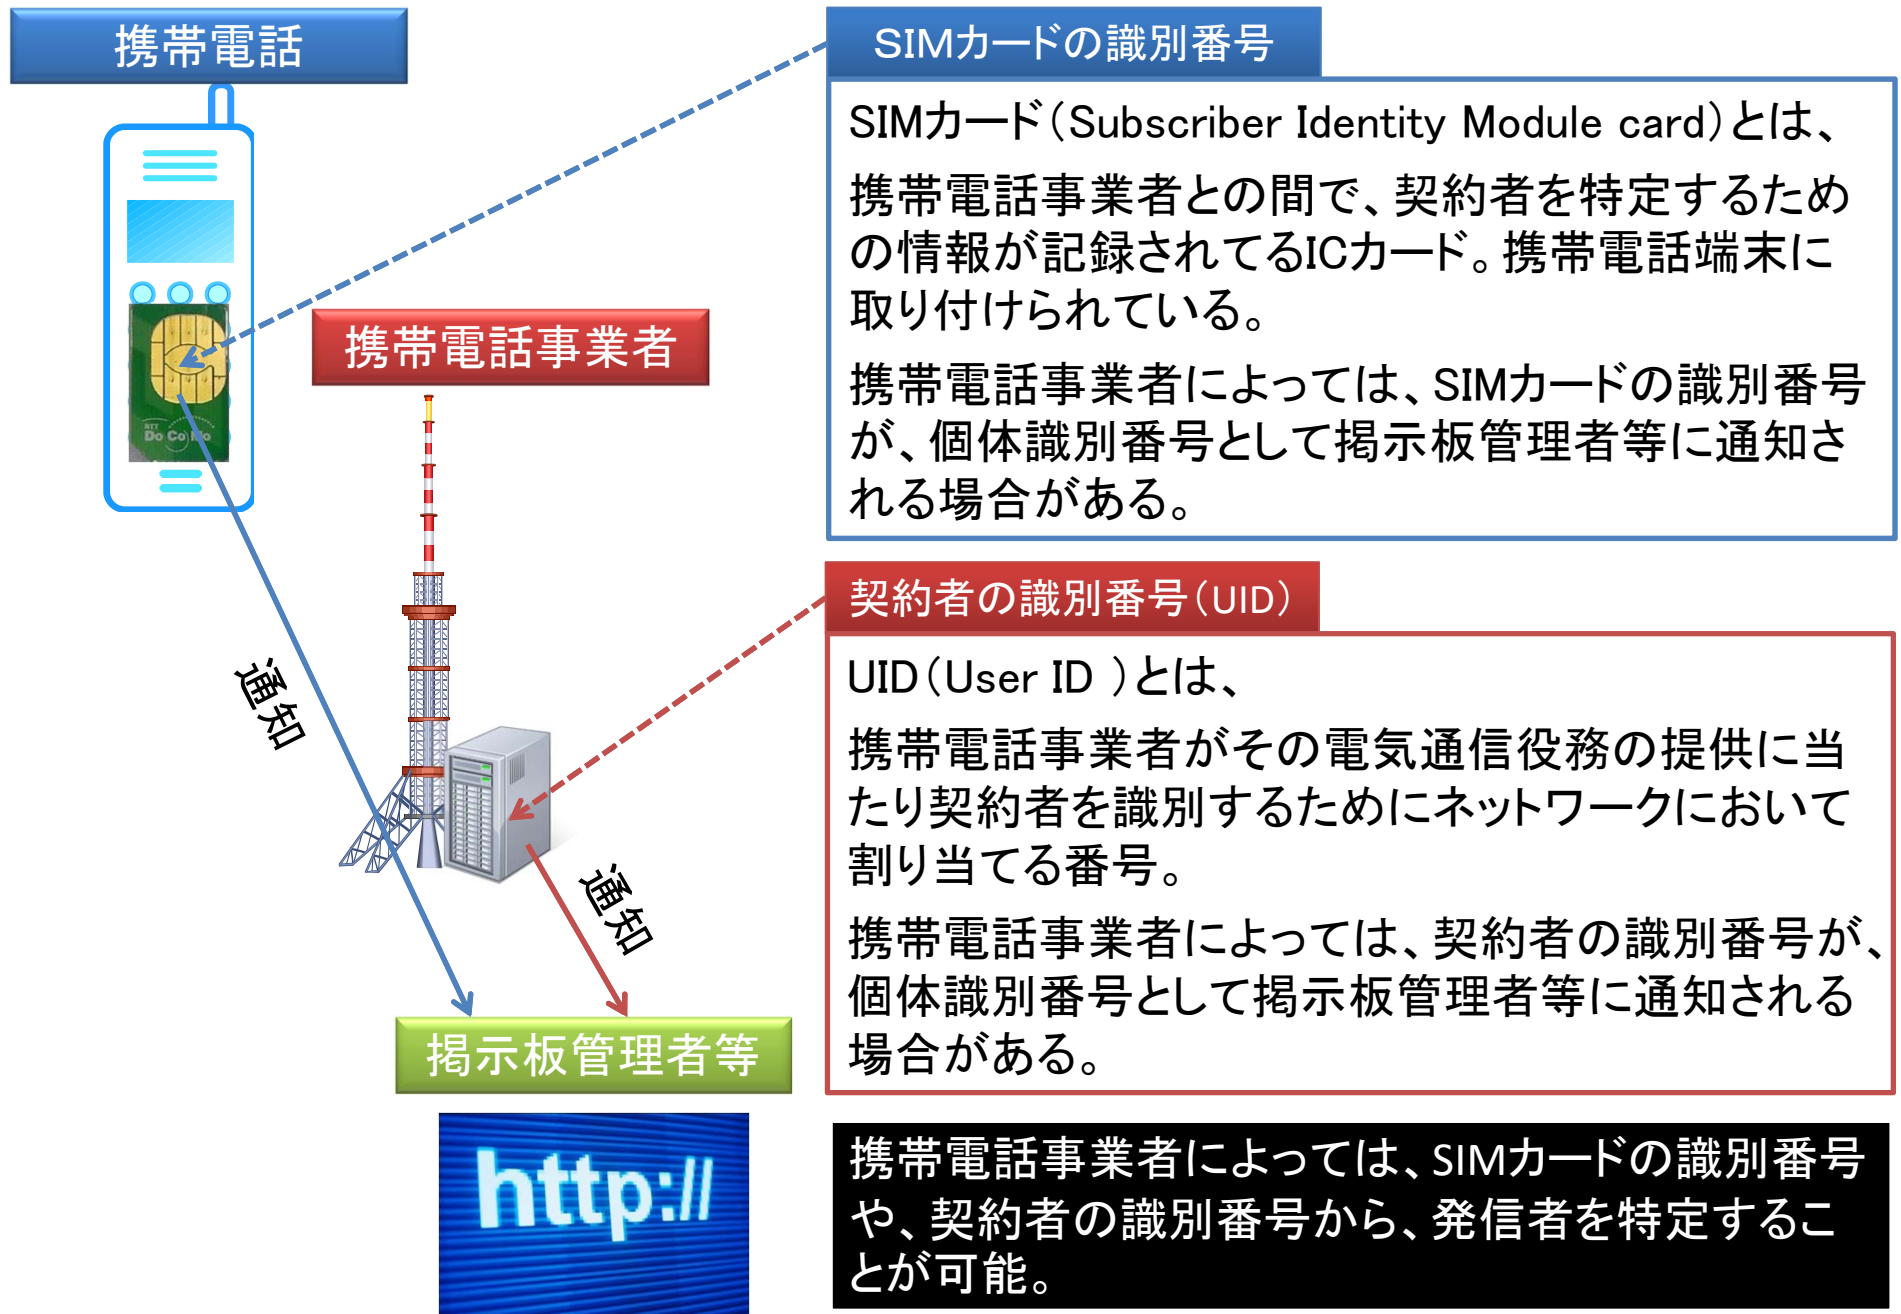 携帯電話
NTT
DoCoMo
携帯電話事業者
通知
通知
掲示板管理者等
http://
SIMカードの識別番号
SIMカード(Subscriber Identity Module card)とは、
携帯電話事業者との間で、契約者を特定するため
の情報が記録されてるICカード。携帯電話端末に
取り付けられている。
携帯電話事業者によっては、SIMカードの識別番号
が、個体識別番号として掲示板管理者等に通知さ
れる場合がある。
契約者の識別番号(UID)
UID(User ID )とは、
携帯電話事業者がその電気通信役務の提供に当
たり契約者を識別するためにネットワークにおいて
割り当てる番号。
携帯電話事業者によっては、契約者の識別番号が、
個体識別番号として掲示板管理者等に通知される
場合がある。
携帯電話事業者によっては、SIMカードの識別番号
や、契約者の識別番号から、発信者を特定するこ
とが可能。